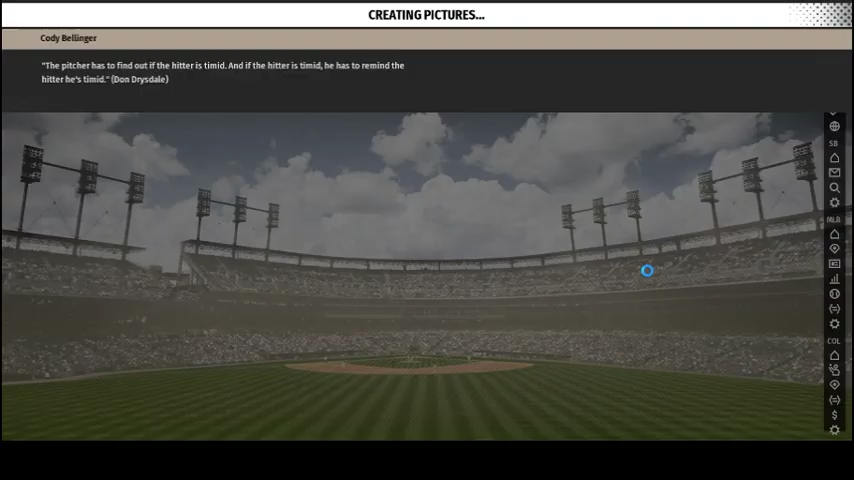 CREATING PICTURES...
Cody Bellinger
"The pitcher has to find out if the hitter is timid. And if the hitter is timid, he has to remind the
hitter he's timid." (Don Drysdale)
SB
MLB
COL
$